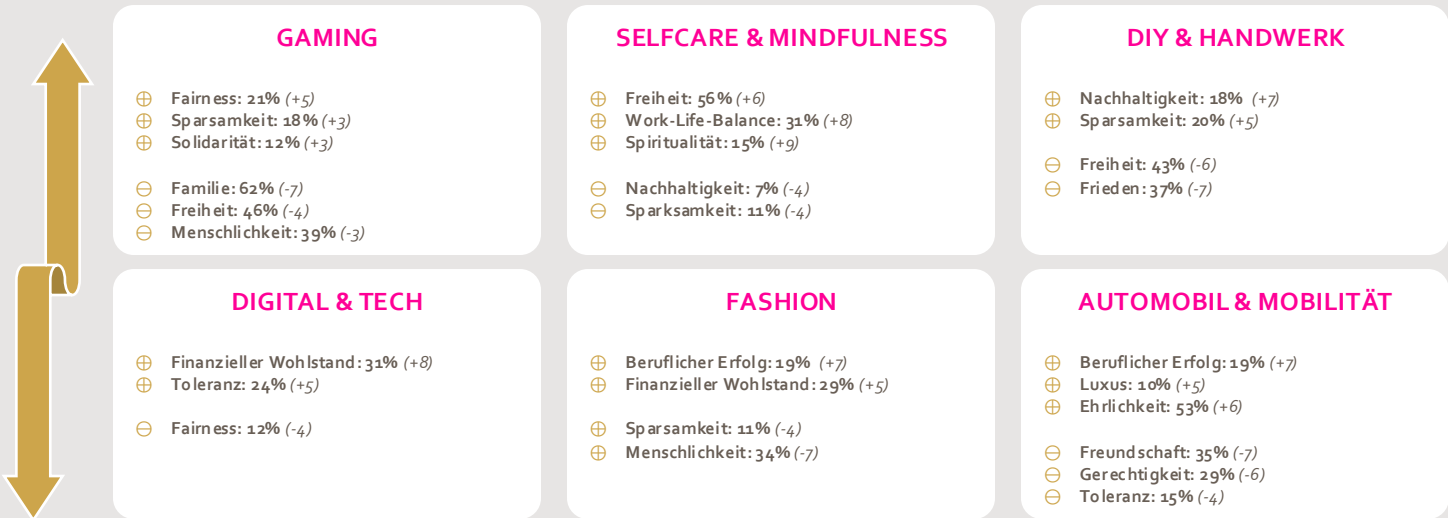 GAMING
⊕ Fairness: 21% (+5)
⊕ Sparsamkeit: 18% (+3)
⊕ Solidarität: 12% (+3)
⊖ Familie: 62% (-7)
⊖ Freiheit: 46% (-4)
⊖ Menschlichkeit: 39% (-3)
SELFCARE & MINDFULNESS
⊕ Freiheit: 56% (+6)
⊕ Work-Life-Balance: 31% (+8)
⊕ Spiritualität: 15% (+9)
⊖ Nachhaltigkeit: 7% (-4)
⊖ Sparksamkeit: 11% (-4)
DIY & HANDWERK
⊕ Nachhaltigkeit: 18% (+7)
⊕ Sparsamkeit: 20% (+5)
⊖ Freiheit: 43% (-6)
⊖ Frieden: 37% (-7)
DIGITAL & TECH
⊕ Finanzieller Wohlstand: 31% (+8)
⊕ Toleranz: 24% (+5)
⊖ Fairness: 12% (-4)
FASHION
⊕ Beruflicher Erfolg: 19% (+7)
⊕ Finanzieller Wohlstand: 29% (+5)
⊕ Sparsamkeit: 11% (-4)
⊕ Menschlichkeit: 34% (-7)
AUTOMOBIL & MOBILITÄT
⊕ Beruflicher Erfolg: 19% (+7)
⊕ Luxus: 10% (+5)
⊕ Ehrlichkeit: 53% (+6)
⊖ Freundschaft: 35% (-7)
⊖ Gerechtigkeit: 29% (-6)
⊖ Toleranz: 15% (-4)